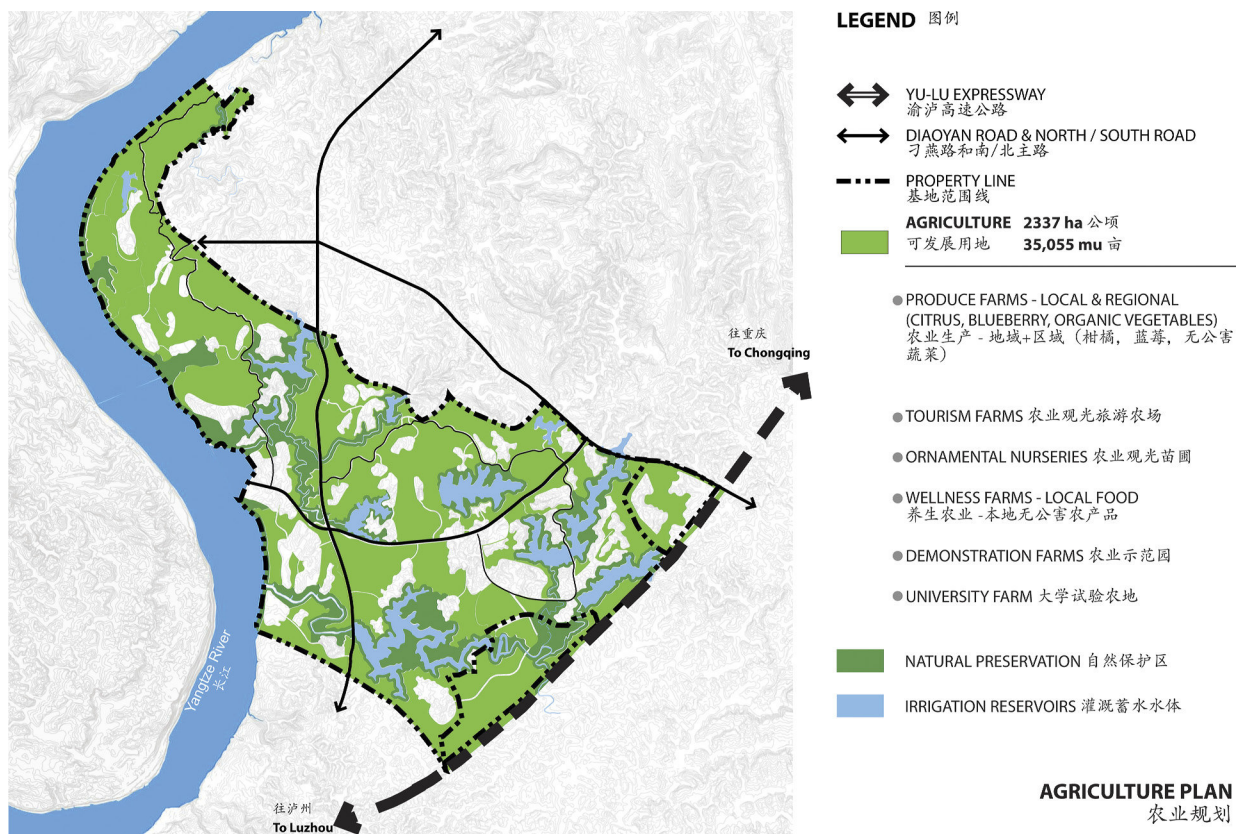 LEGEND 图例
YU-LU EXPRESSWAY
渝泸高速公路
DIAOYAN ROAD & NORTH / SOUTH ROAD
刁燕路和南/北主路
PROPERTY LINE
基地范围线
AGRICULTURE 2337 ha 公顷
可发展用地 35,055 mu 亩
PRODUCE FARMS - LOCAL & REGIONAL
(CITRUS, BLUEBERRY, ORGANIC VEGETABLES)
农业生产 - 地域+区域 (柑橘, 蓝莓, 无公害
蔬菜)
TOURISM FARMS 农业观光旅游农场
ORNAMENTAL NURSERIES 农业观光苗圃
WELLNESS FARMS - LOCAL FOOD
养生农业 -本地无公害农产品
DEMONSTRATION FARMS 农业示范园
UNIVERSITY FARM 大学试验农地
NATURAL PRESERVATION 自然保护区
IRRIGATION RESERVOIRS 灌溉蓄水水体
往重庆
To Chongqing
Yangtze River
长江
往泸州
To Luzhou
AGRICULTURE PLAN
农业规划